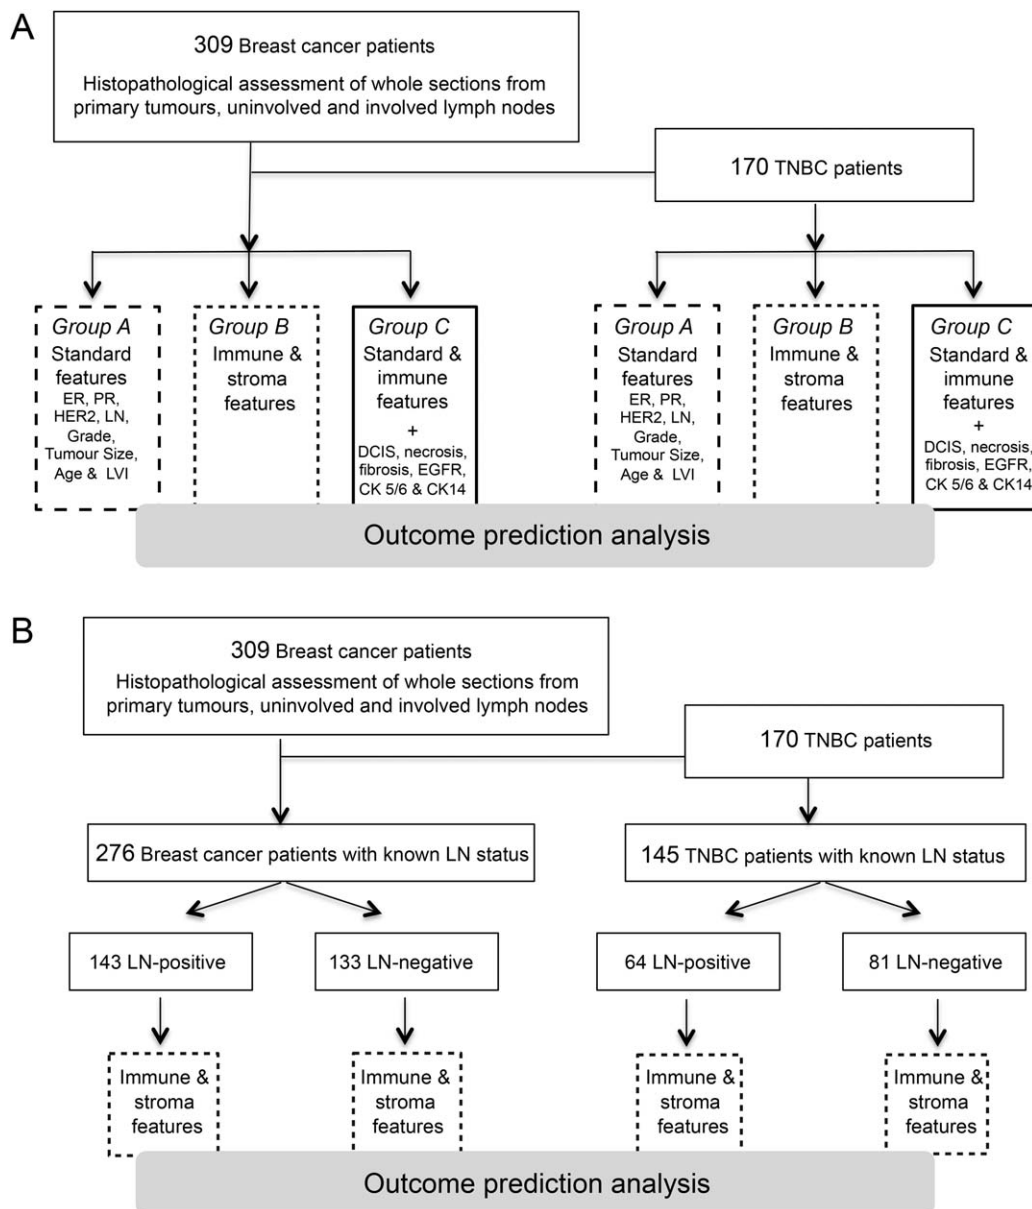 A
309 Breast cancer patients
Histopathological assessment of whole sections from
primary tumours, uninvolved and involved lymph nodes
170 TNBC patients
Group A
Standard
features
ER, PR,
HER2, LN,
Grade,
Tumour Size,
Age & LVI
Group B
Immune &
stroma
features
Group C
Standard &
immune
features
+
DCIS, necrosis,
fibrosis, EGFR,
CK 5/6 & CK14
Group A
Standard
features
ER, PR,
HER2, LN,
Grade,
Tumour Size,
Age & LVI
Group B
Immune &
stroma
features
Group C
Standard &
immune
features
+
DCIS, necrosis,
fibrosis, EGFR,
CK 5/6 & CK14
Outcome prediction analysis
B
309 Breast cancer patients
Histopathological assessment of whole sections from
primary tumours, uninvolved and involved lymph nodes
170 TNBC patients
276 Breast cancer patients with known LN status
145 TNBC patients with known LN status
143 LN-positive
133 LN-negative
64 LN-positive
81 LN-negative
Immune &
stroma
features
Immune &
stroma
features
Immune &
stroma
features
Immune &
stroma
features
Outcome prediction analysis